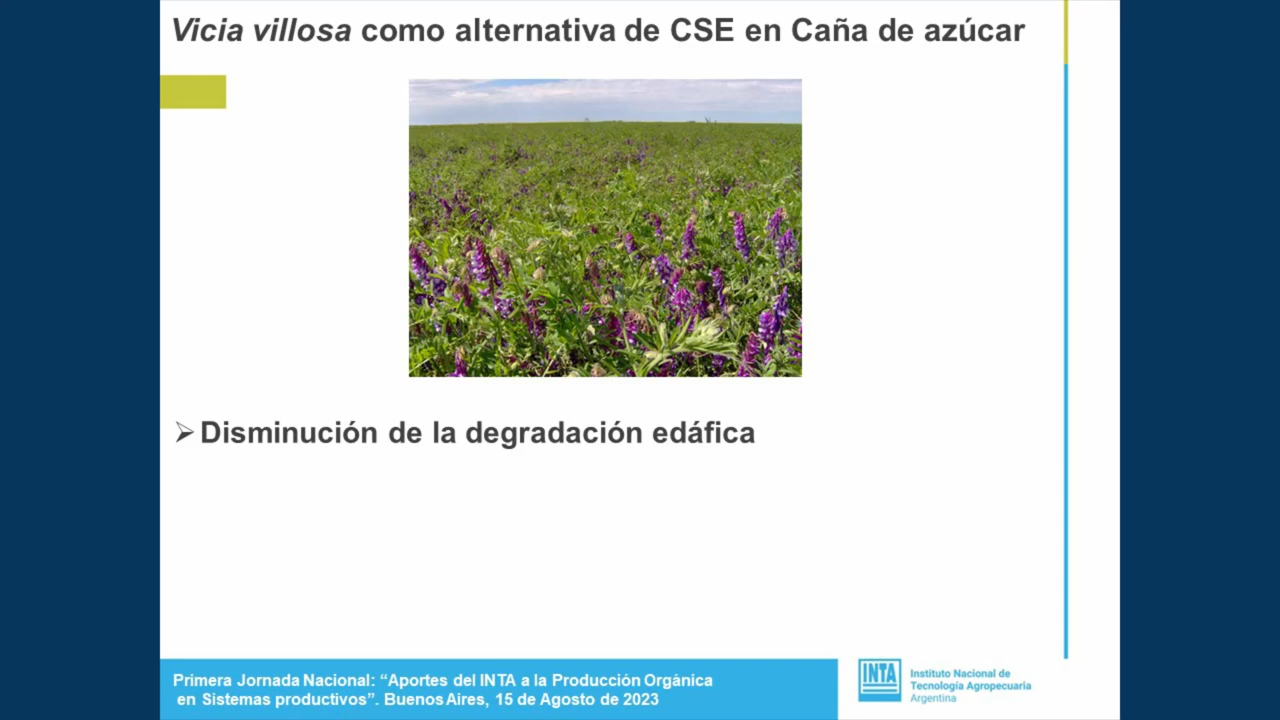 Vicia villosa como alternativa de CSE en Caña de azúcar
➢ Disminución de la degradación edáfica
Primera Jornada Nacional: “Aportes del INTA a la Producción Orgánica
en Sistemas productivos”. Buenos Aires, 15 de Agosto de 2023
INTA
Instituto Nacional de
Tecnología Agropecuaria
Argentina